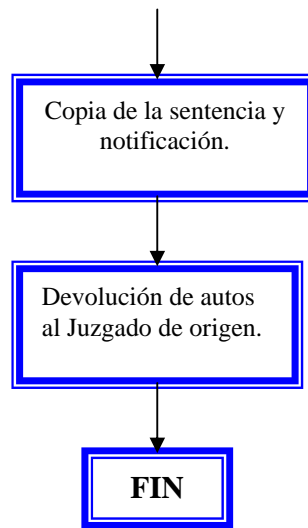 Copia de la sentencia y
notificación.
Devolución de autos
al Juzgado de origen.
FIN